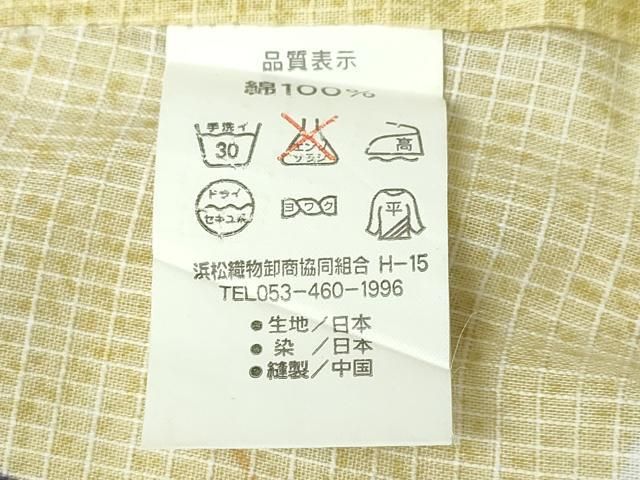 品質表示
綿100%
手洗イ
30
エンソ
サラシ
高
ドライ
セキユ系
ヨワク
平
浜松織物卸商協同組合 H-15
TEL053-460-1996
●生地/日本
●染 /日本
●縫製/中国